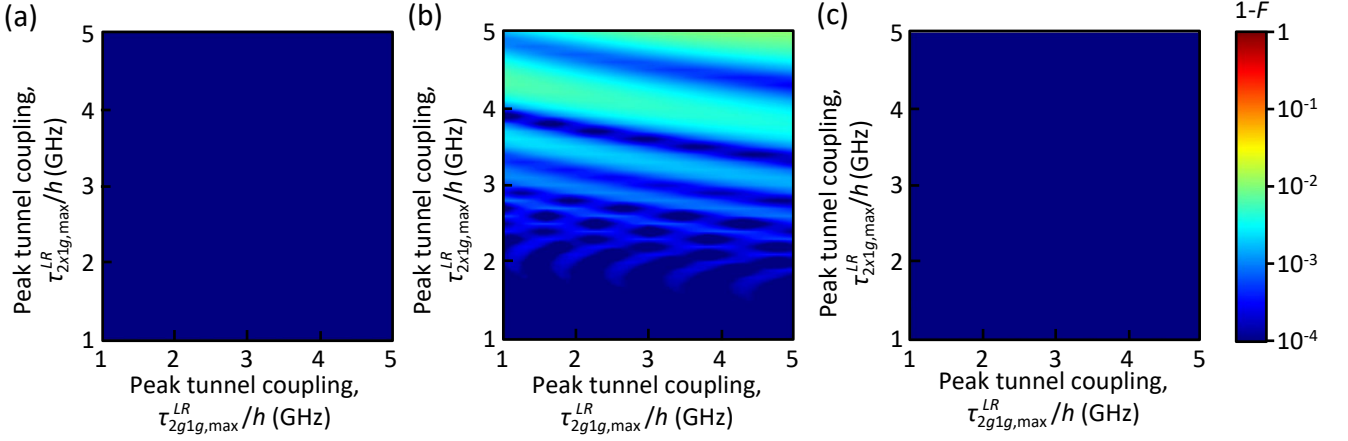 (a)
5
4
3
2
1
1 2 3 4 5
Peak tunnel coupling,
τ^{LR}_{2x1g,max}/h (GHz)
Peak tunnel coupling,
τ^{LR}_{2g1g,max}/h (GHz)
(b)
5
4
3
2
1
1 2 3 4 5
Peak tunnel coupling,
τ^{LR}_{2x1g,max}/h (GHz)
Peak tunnel coupling,
τ^{LR}_{2g1g,max}/h (GHz)
(c)
5
4
3
2
1
1 2 3 4 5
Peak tunnel coupling,
τ^{LR}_{2x1g,max}/h (GHz)
Peak tunnel coupling,
τ^{LR}_{2g1g,max}/h (GHz)
1-F
1
10^{-1}
10^{-2}
10^{-3}
10^{-4}